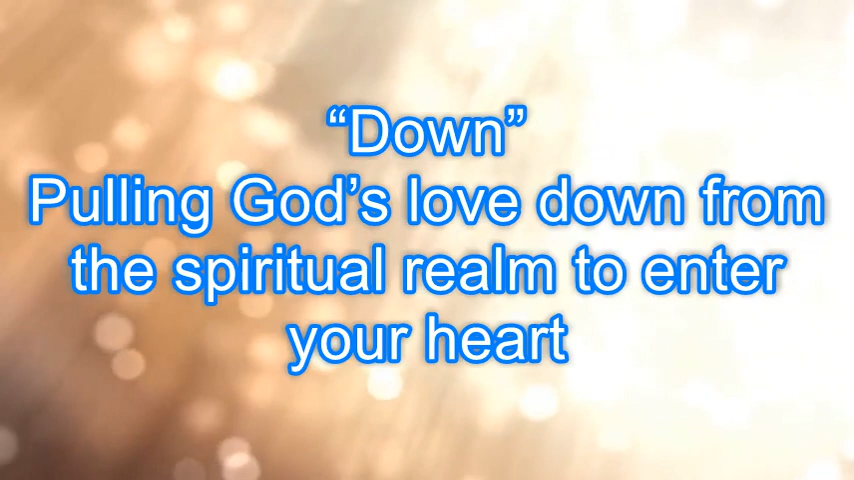 “Down”
Pulling God’s love down from
the spiritual realm to enter
your heart